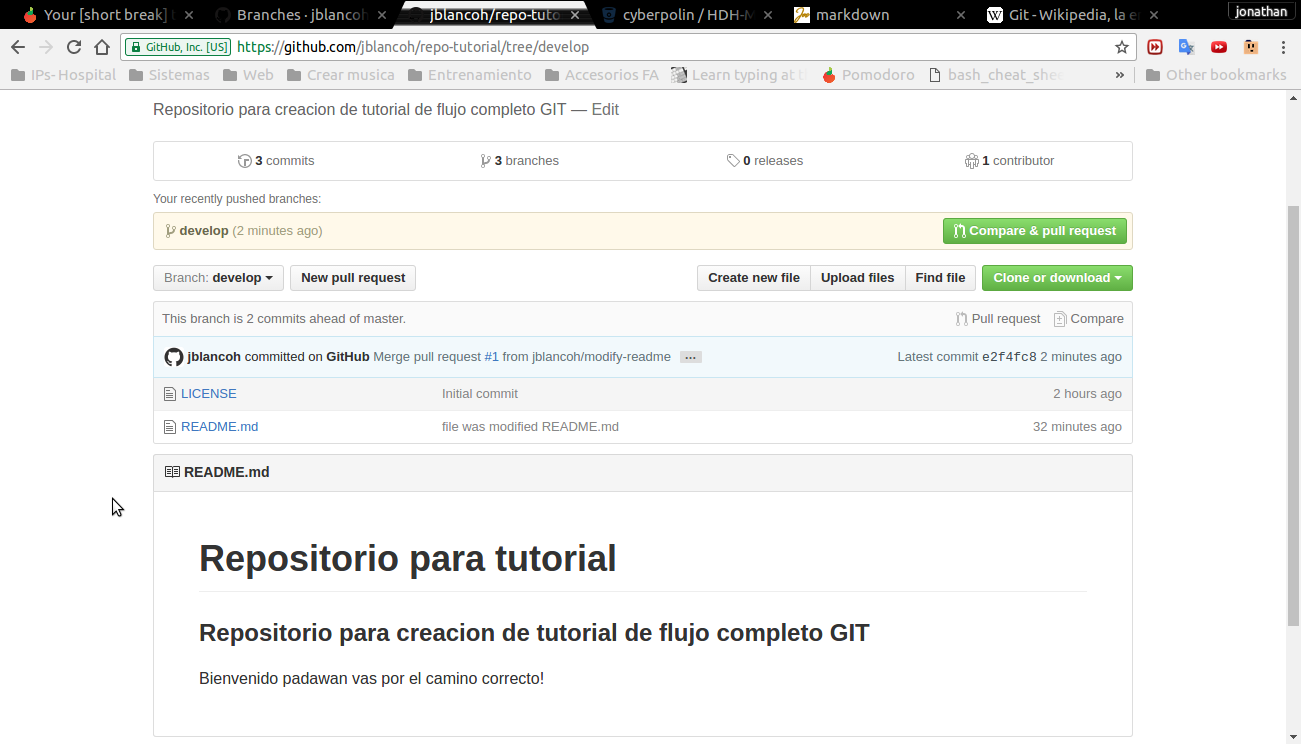 Your [short break]
Branches · jblancoh
jblancoh/repo-tuto
cyberpolin / HDH-M
markdown
Git - Wikipedia, la en
jonathan
GitHub, Inc. [US] https://github.com/jblancoh/repo-tutorial/tree/develop
IPs-Hospital Sistemas Web Crear musica Entrenamiento Accesorios FA Learn typing at t Pomodoro bash_cheat_shee » Other bookmarks
Repositorio para creacion de tutorial de flujo completo GIT — Edit
3 commits 3 branches 0 releases 1 contributor
Your recently pushed branches:
develop (2 minutes ago) Compare & pull request
Branch: develop New pull request Create new file Upload files Find file Clone or download
This branch is 2 commits ahead of master. Pull request Compare
jblancoh committed on GitHub Merge pull request #1 from jblancoh/modify-readme ... Latest commit e2f4fc8 2 minutes ago
LICENSE Initial commit 2 hours ago
README.md file was modified README.md 32 minutes ago
README.md
Repositorio para tutorial
Repositorio para creacion de tutorial de flujo completo GIT
Bienvenido padawan vas por el camino correcto!